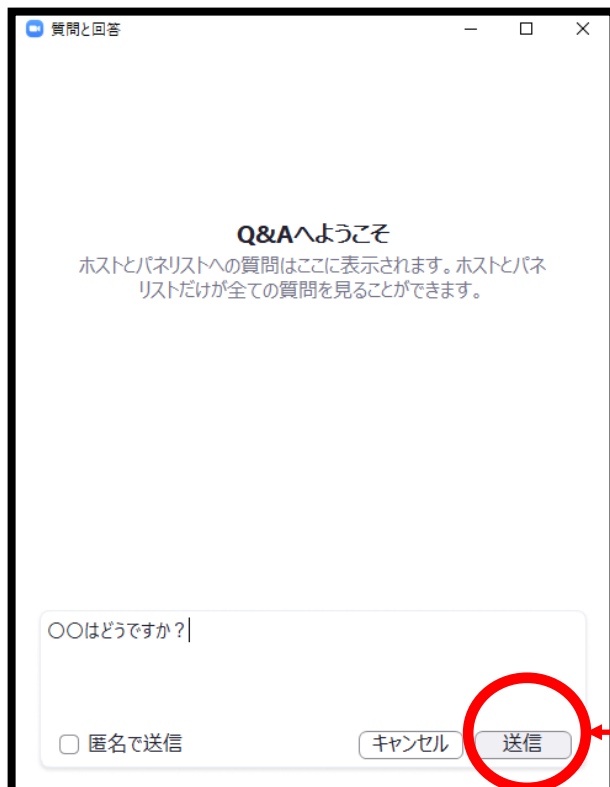 質問と回答
Q&Aへようこそ
ホストとパネリストへの質問はここに表示されます。ホストとパネ
リストだけが全ての質問を見ることができます。
〇〇はどうですか？
匿名で送信 キャンセル 送信